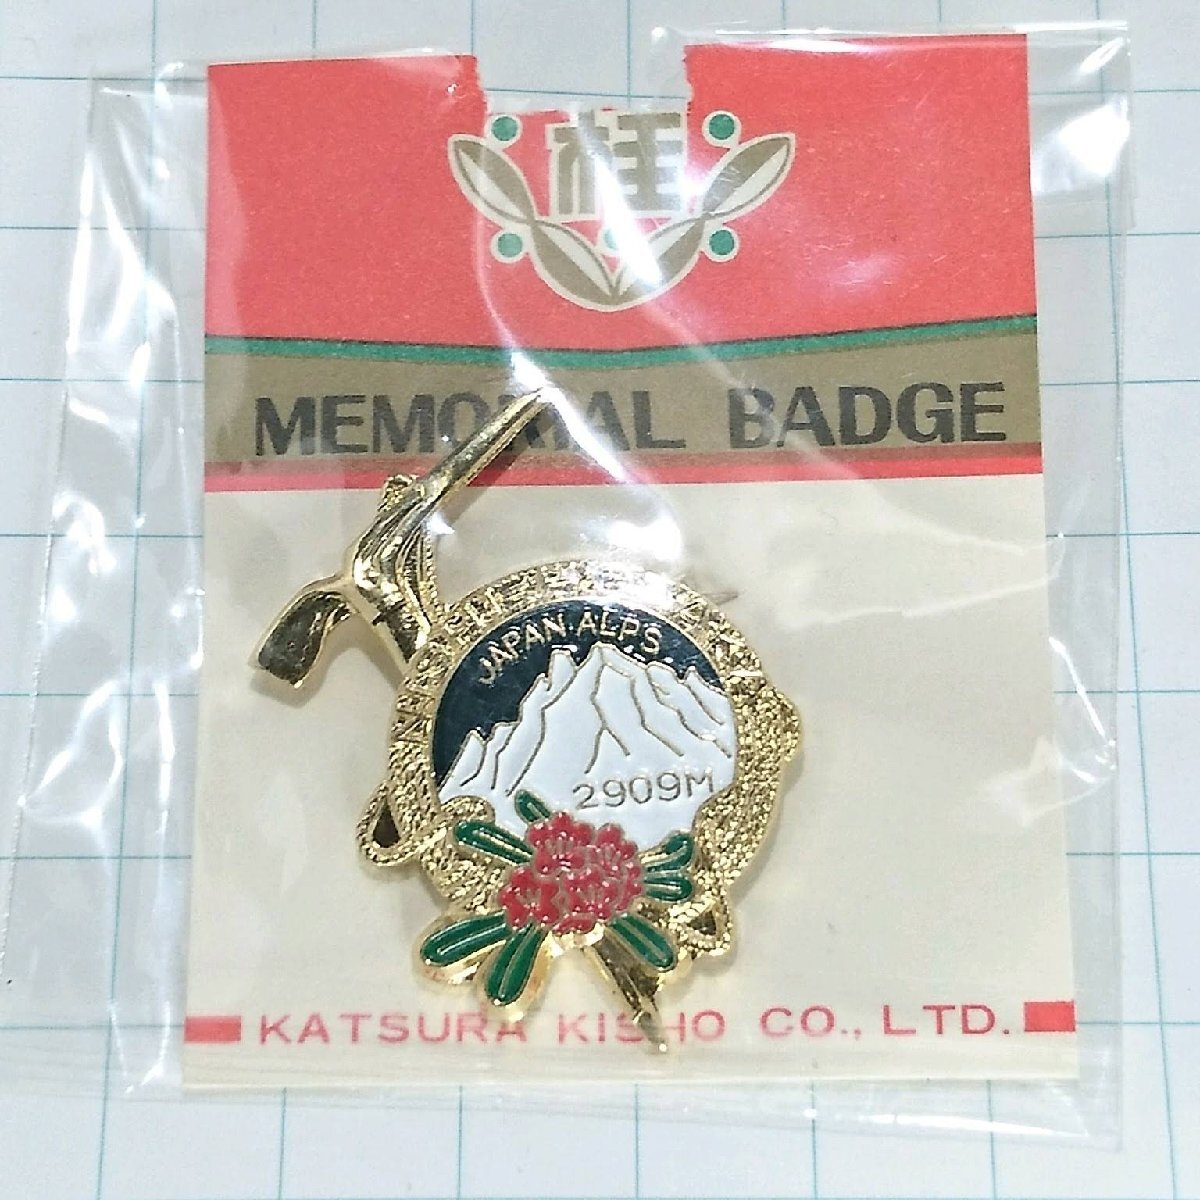 桂
MEMORIAL BADGE
JAPAN.ALPS
2909M
KATSURA KISHO CO., LTD.